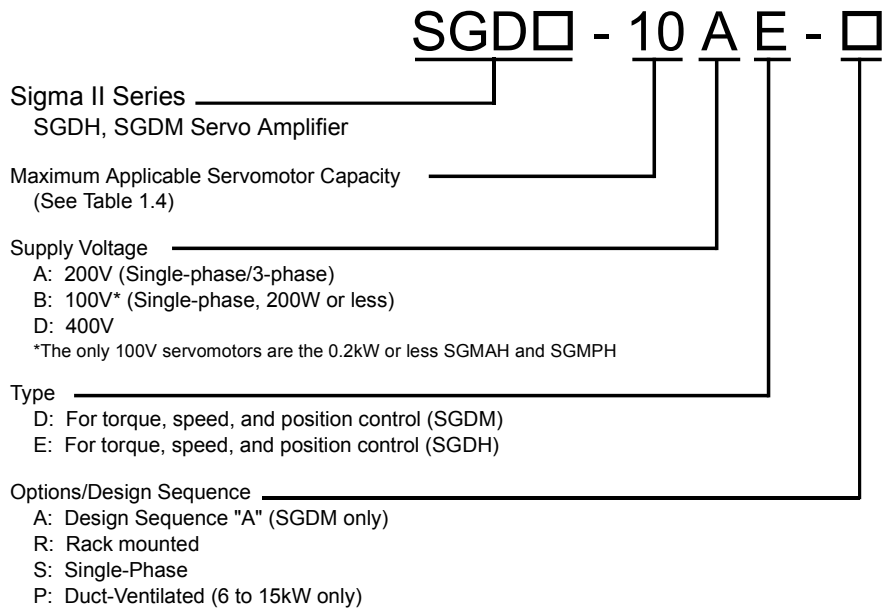 SGD□ - 10 A E - □
Sigma II Series
SGDH, SGDM Servo Amplifier
Maximum Applicable Servomotor Capacity
(See Table 1.4)
Supply Voltage
A: 200V (Single-phase/3-phase)
B: 100V* (Single-phase, 200W or less)
D: 400V
*The only 100V servomotors are the 0.2kW or less SGMAH and SGMPH
Type
D: For torque, speed, and position control (SGDM)
E: For torque, speed, and position control (SGDH)
Options/Design Sequence
A: Design Sequence "A" (SGDM only)
R: Rack mounted
S: Single-Phase
P: Duct-Ventilated (6 to 15kW only)